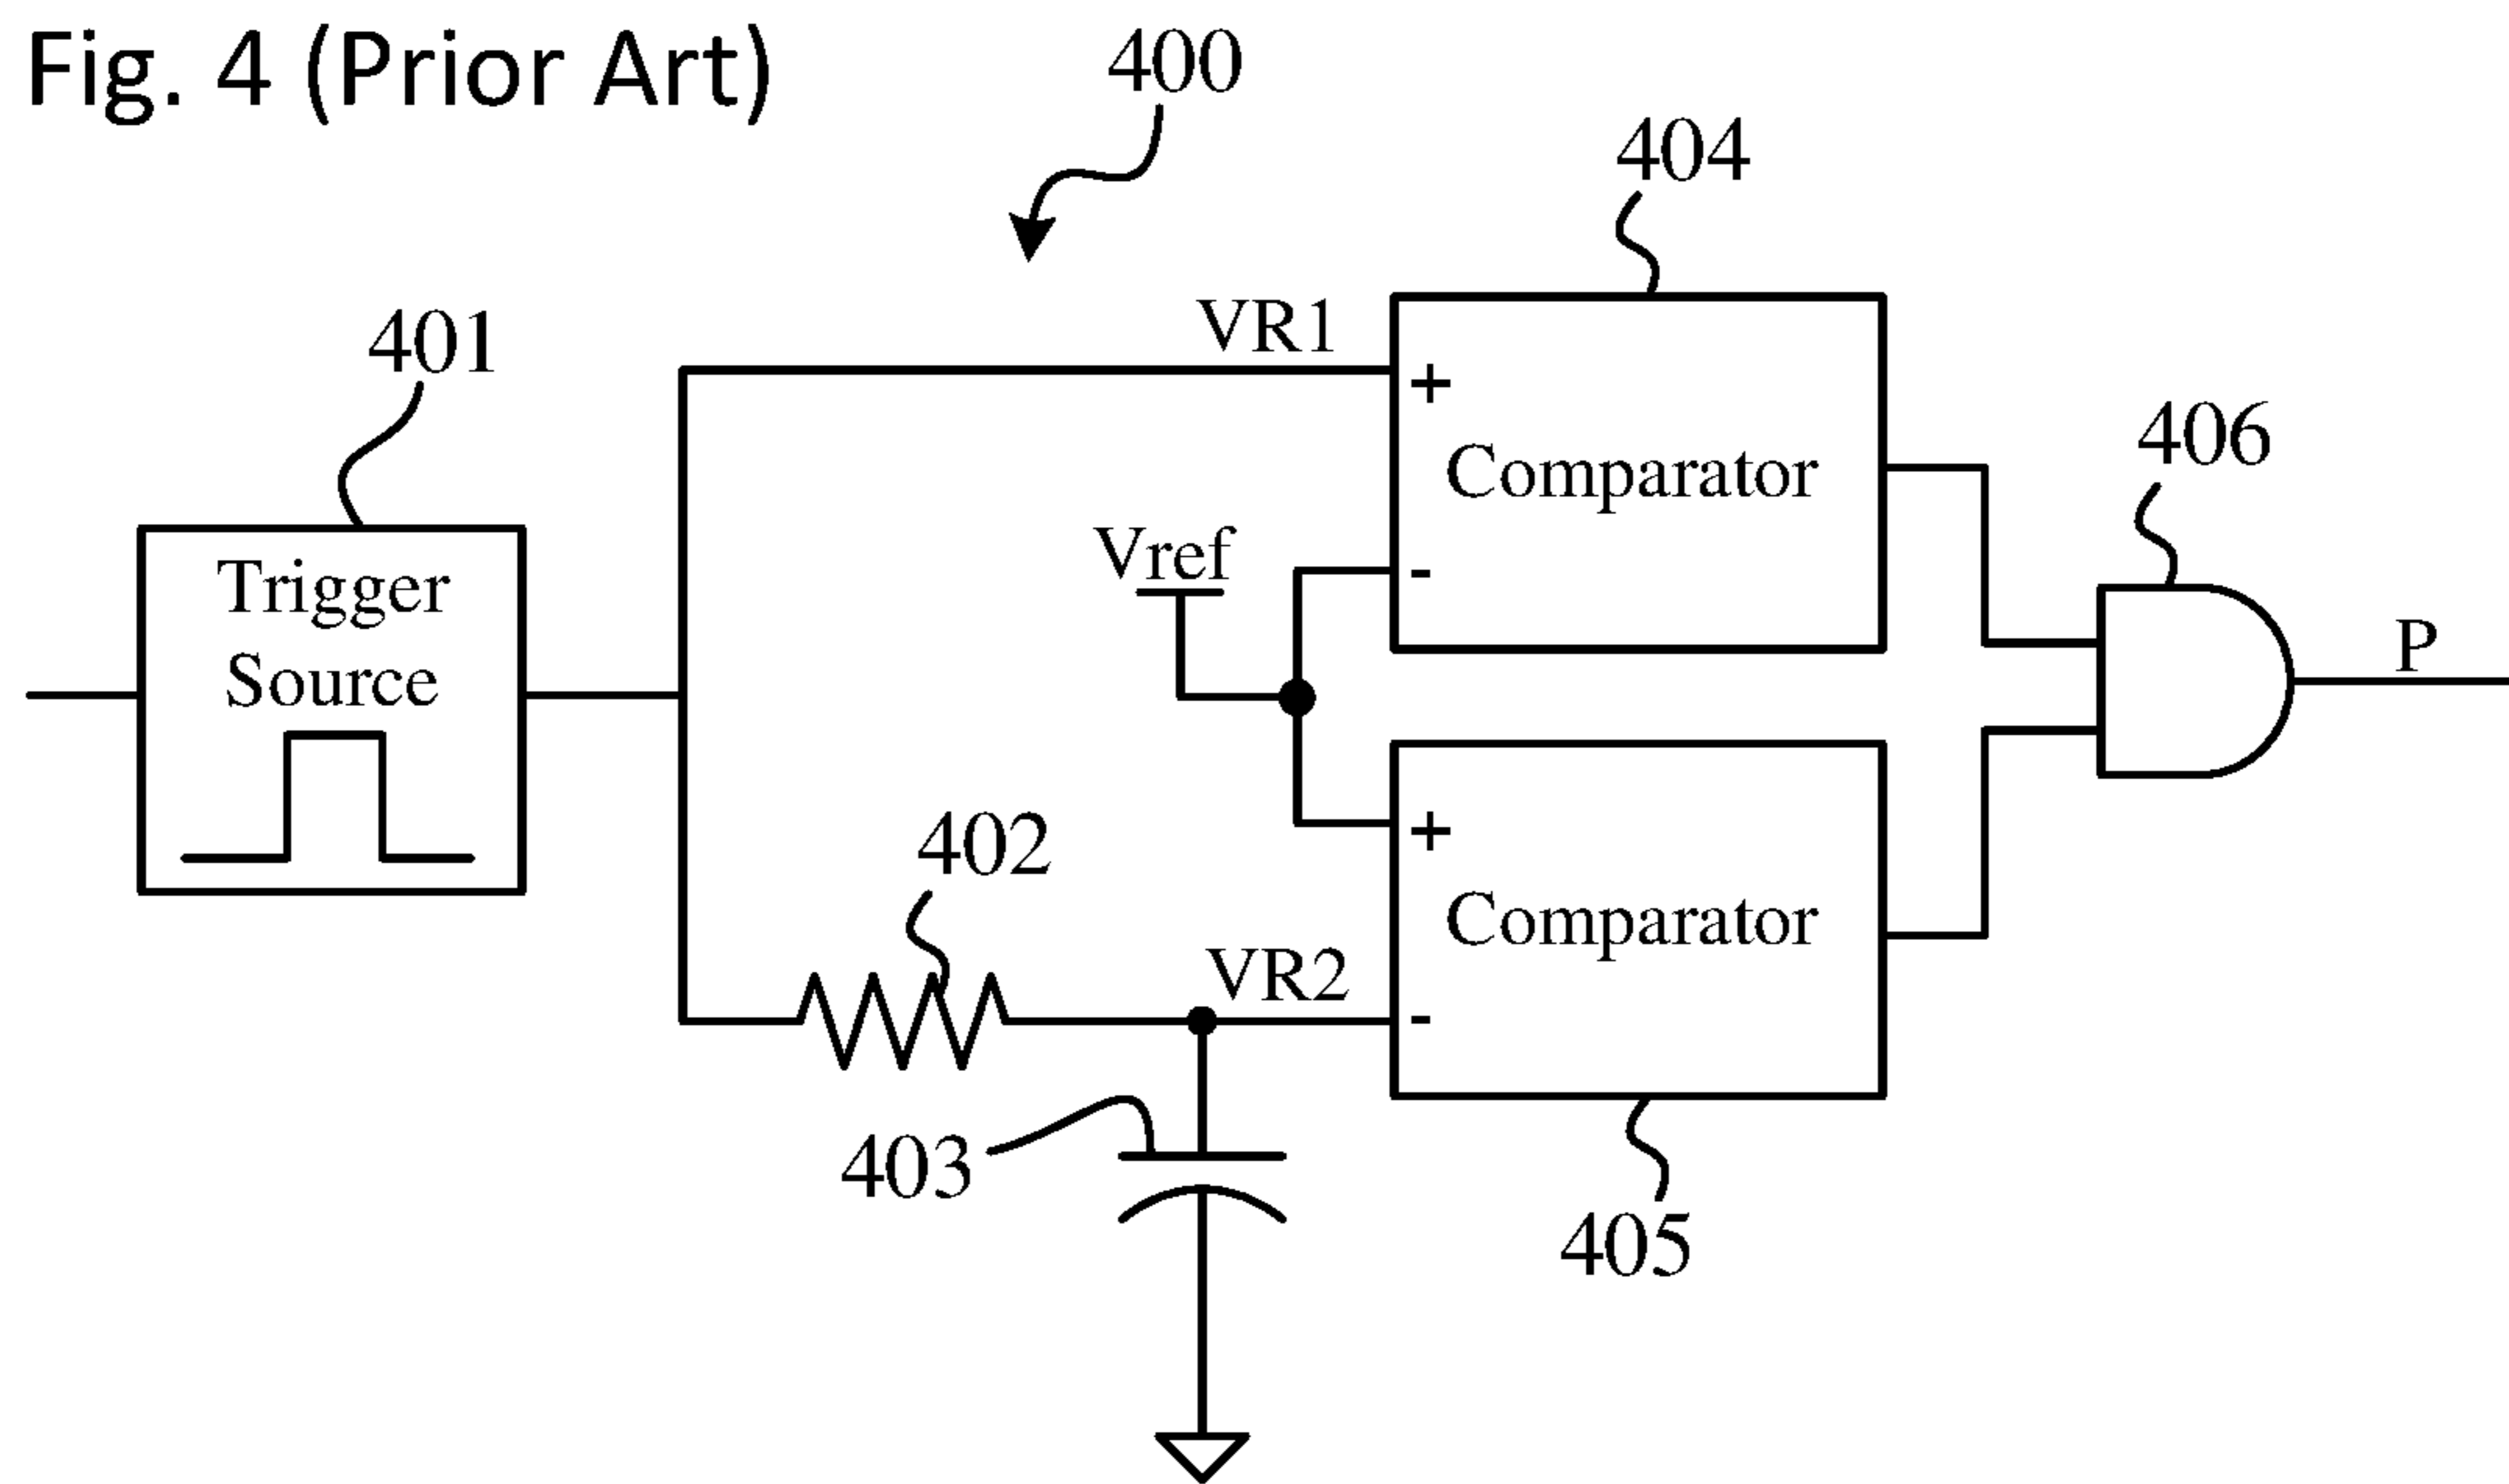 Fig. 4 (Prior Art)
400
404
401
VR1
+
Comparator
406
Vref
-
Trigger
Source
P
402
+
Comparator
VR2
-
403
405